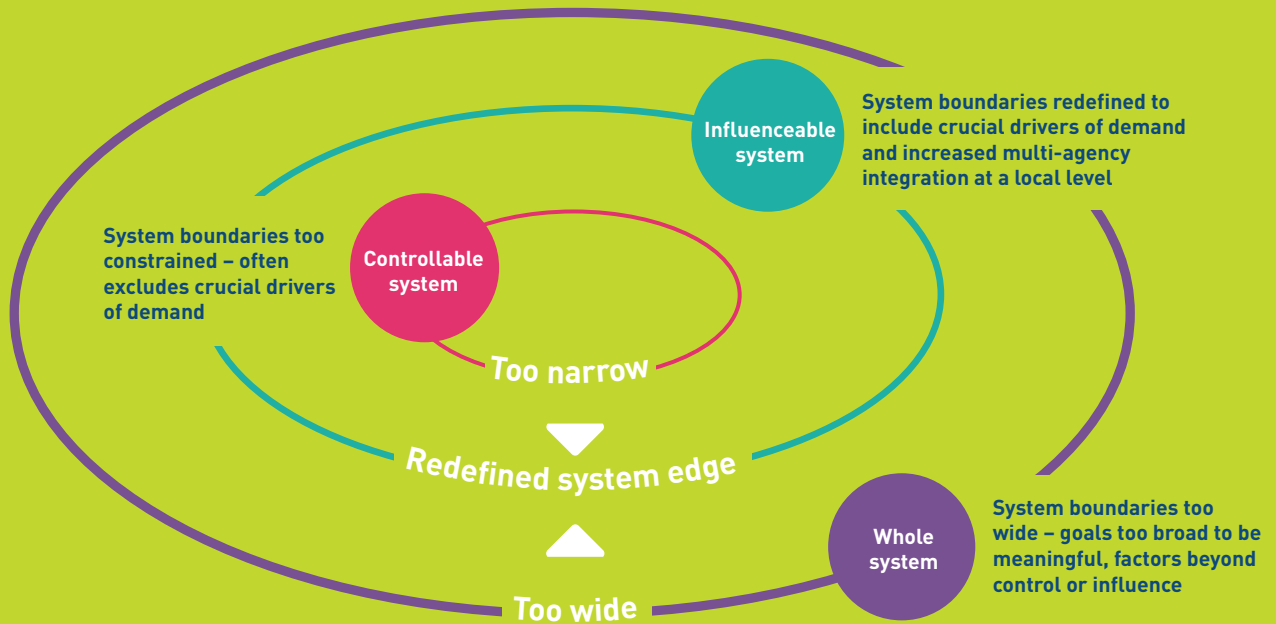 Influenceable
system
System boundaries redefined to
include crucial drivers of demand
and increased multi-agency
integration at a local level
System boundaries too
constrained – often
excludes crucial drivers
of demand
Controllable
system
Too narrow
Redefined system edge
Whole
system
System boundaries too
wide – goals too broad to be
meaningful, factors beyond
control or influence
Too wide